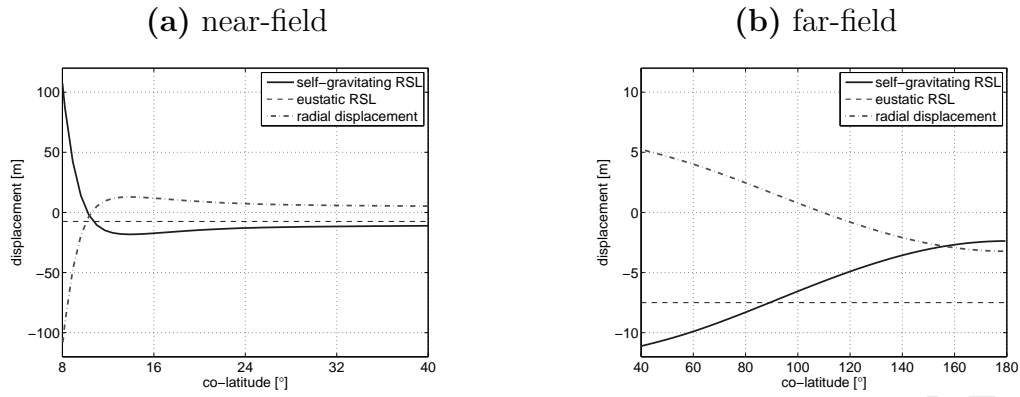 (a) near-field
self-gravitating RSL
eustatic RSL
radial displacement
displacement [m]
100
50
0
−50
−100
8 16 24 32 40
co-latitude [°]
(b) far-field
self-gravitating RSL
eustatic RSL
radial displacement
displacement [m]
10
5
0
−5
−10
40 60 80 100 120 140 160 180
co-latitude [°]